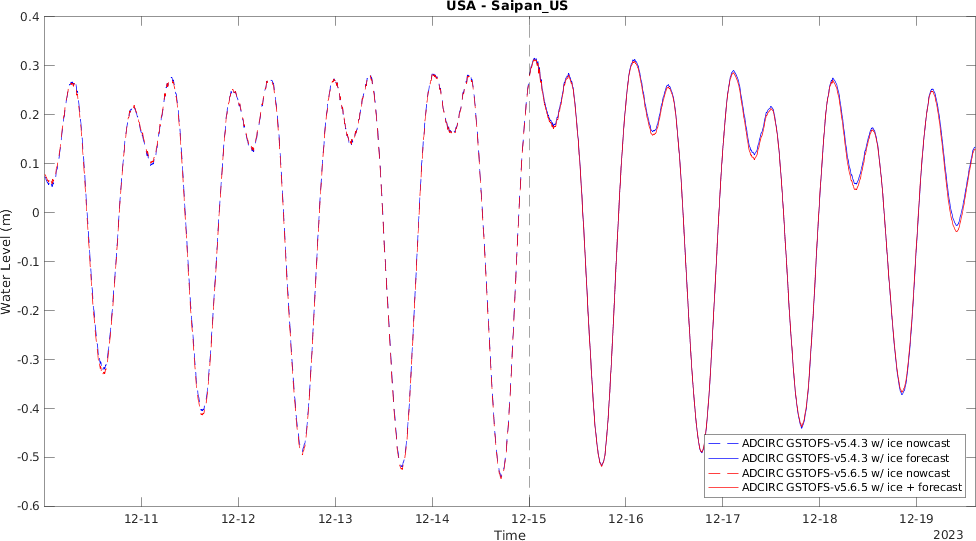 USA - Saipan_US
0.4
0.3
0.2
0.1
0
-0.1
-0.2
-0.3
-0.4
-0.5
-0.6
Water Level (m)
12-11 12-12 12-13 12-14 12-15 12-16 12-17 12-18 12-19
Time
2023
ADCIRC GSTOFS-v5.4.3 w/ ice nowcast
ADCIRC GSTOFS-v5.4.3 w/ ice forecast
ADCIRC GSTOFS-v5.6.5 w/ ice nowcast
ADCIRC GSTOFS-v5.6.5 w/ ice + forecast